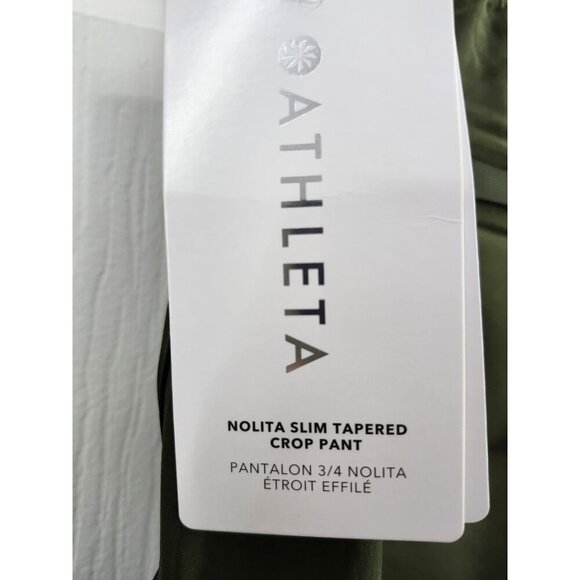 ATHLETA
NOLITA SLIM TAPERED
CROP PANT
PANTALON 3/4 NOLITA
ÉTROIT EFFILÉ